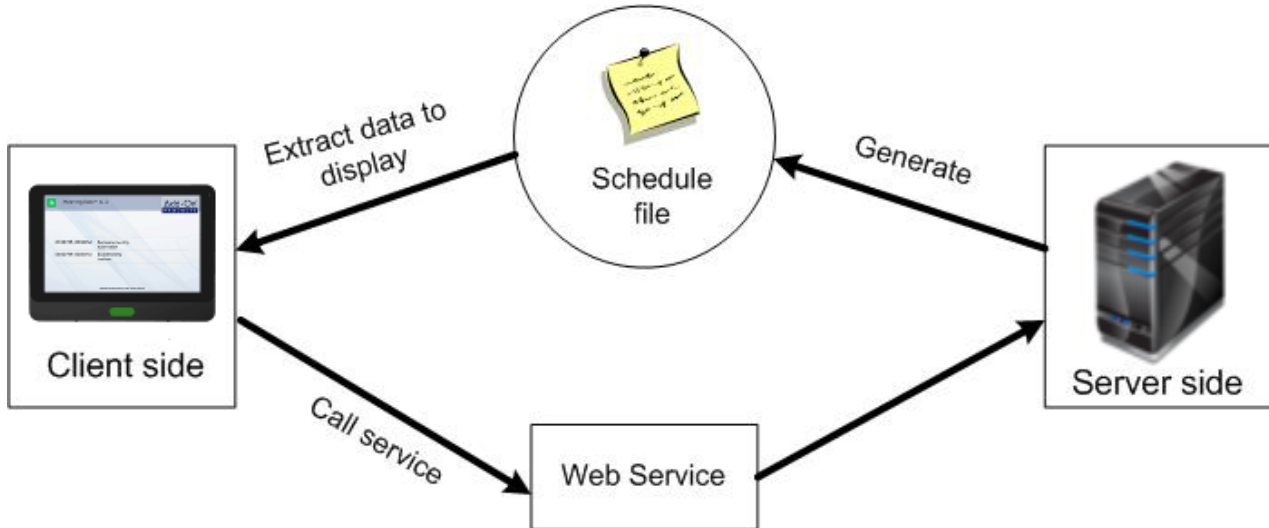 Extract data to
display
Schedule
file
Generate
Client side
Server side
Call service
Web Service